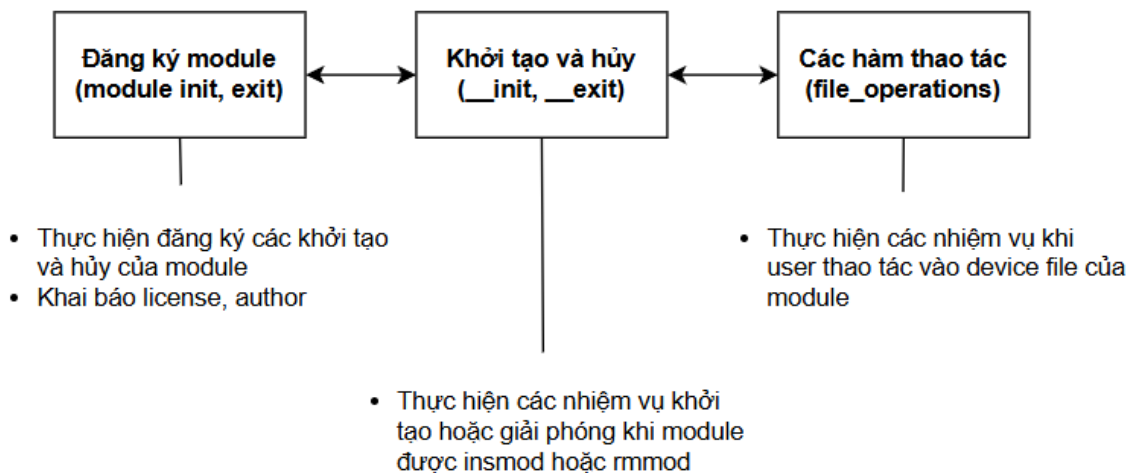 Đăng ký module
(module init, exit)
Khởi tạo và hủy
(__init, __exit)
Các hàm thao tác
(file_operations)
• Thực hiện đăng ký các khởi tạo
và hủy của module
• Khai báo license, author
• Thực hiện các nhiệm vụ khi
user thao tác vào device file của
module
• Thực hiện các nhiệm vụ khởi
tạo hoặc giải phóng khi module
được insmod hoặc rmmod